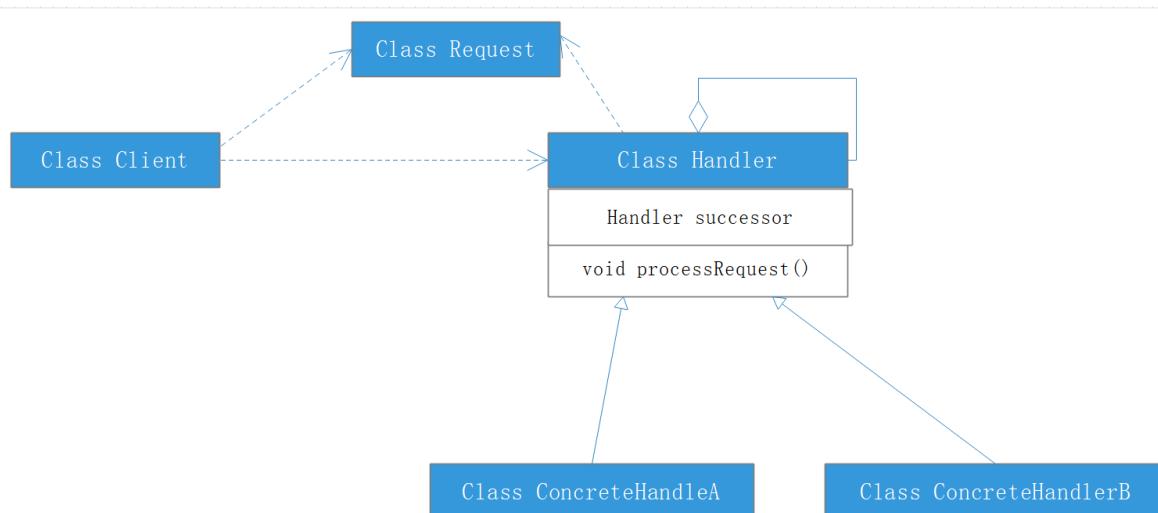 Class Request
Class Client
Class Handler
Handler successor
void processRequest()
Class ConcreteHandleA
Class ConcreteHandlerB